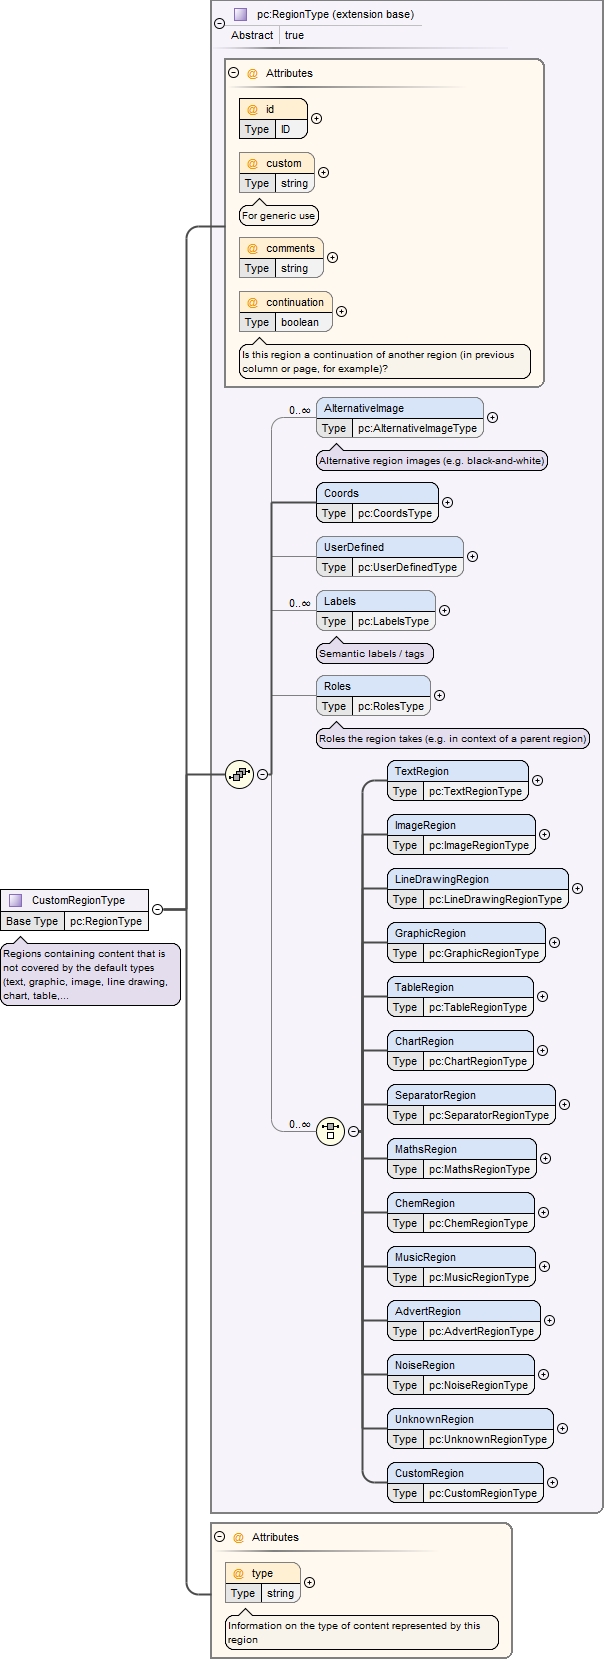 pc:RegionType (extension base)
Abstract true
@ Attributes
@ id
Type ID
@ custom
Type string
For generic use
@ comments
Type string
@ continuation
Type boolean
Is this region a continuation of another region (in previous
column or page, for example)?
0..∞
AlternativeImage
Type pc:AlternativeImageType
Alternative region images (e.g. black-and-white)
Coords
Type pc:CoordsType
UserDefined
Type pc:UserDefinedType
0..∞
Labels
Type pc:LabelsType
Semantic labels / tags
Roles
Type pc:RolesType
Roles the region takes (e.g. in context of a parent region)
CustomRegionType
Base Type pc:RegionType
Regions containing content that is
not covered by the default types
(text, graphic, image, line drawing,
chart, table,...
0..∞
TextRegion
Type pc:TextRegionType
ImageRegion
Type pc:ImageRegionType
LineDrawingRegion
Type pc:LineDrawingRegionType
GraphicRegion
Type pc:GraphicRegionType
TableRegion
Type pc:TableRegionType
ChartRegion
Type pc:ChartRegionType
SeparatorRegion
Type pc:SeparatorRegionType
MathsRegion
Type pc:MathsRegionType
ChemRegion
Type pc:ChemRegionType
MusicRegion
Type pc:MusicRegionType
AdvertRegion
Type pc:AdvertRegionType
NoiseRegion
Type pc:NoiseRegionType
UnknownRegion
Type pc:UnknownRegionType
CustomRegion
Type pc:CustomRegionType
@ Attributes
@ type
Type string
Information on the type of content represented by this
region